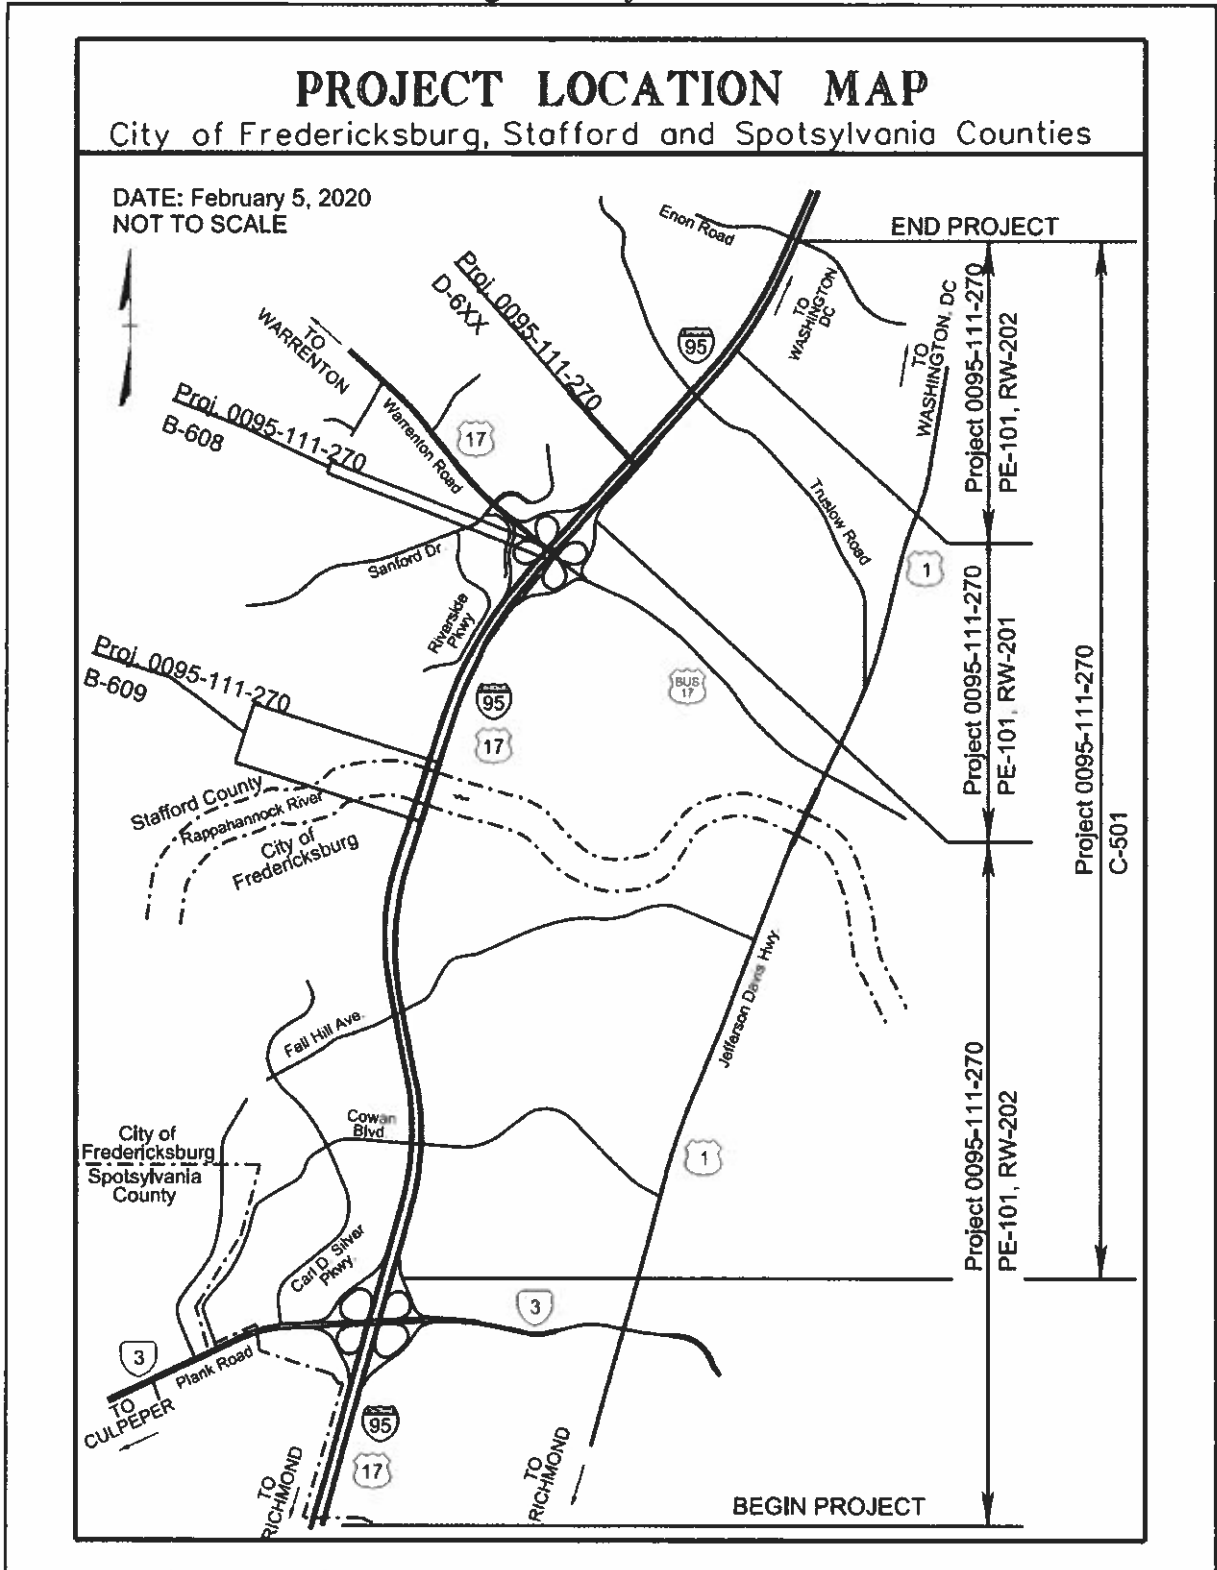 PROJECT LOCATION MAP
City of Fredericksburg, Stafford and Spotsylvania Counties
DATE: February 5, 2020
NOT TO SCALE
Enon Road
END PROJECT
TO
WASHINGTON
DC
TO
WASHINGTON, DC
Proj. 0095-111-270
D-6XX
95
TO
WARRENTON
Warrenton Road
17
Proj. 0095-111-270
B-608
Sanford Dr.
Riverside
Pkwy
Truslow Road
1
BUS
17
Project 0095-111-270
PE-101, RW-202
Project 0095-111-270
PE-101, RW-201
Project 0095-111-270
C-501
Proj. 0095-111-270
B-609
95
17
Stafford County
Rappahannock River
City of
Fredericksburg
Jefferson Davis Hwy.
Fall Hill Ave.
Cowan
Blvd.
City of
Fredericksburg
Spotsylvania
County
1
Project 0095-111-270
PE-101, RW-202
Carl D. Silver
Pkwy.
3
3
Plank Road
TO
CULPEPER
95
17
TO
RICHMOND
TO
RICHMOND
BEGIN PROJECT